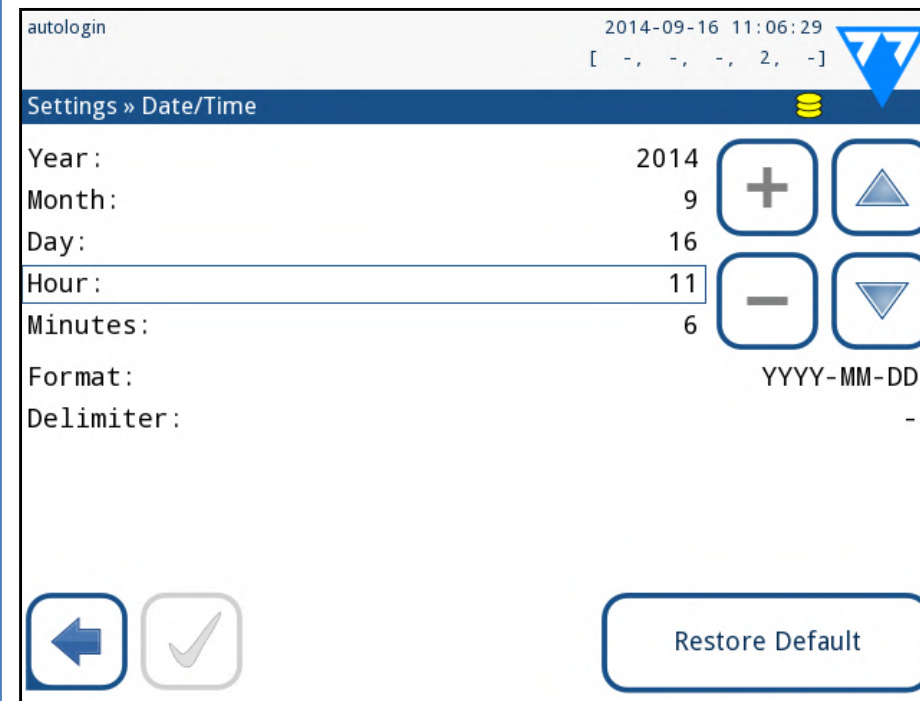 autologin 2014-09-16 11:06:29
[ -, -, -, 2, -]
Settings » Date/Time
Year: 2014
Month: 9
Day: 16
Hour: 11
Minutes: 6
Format: YYYY-MM-DD
Delimiter: -
Restore Default